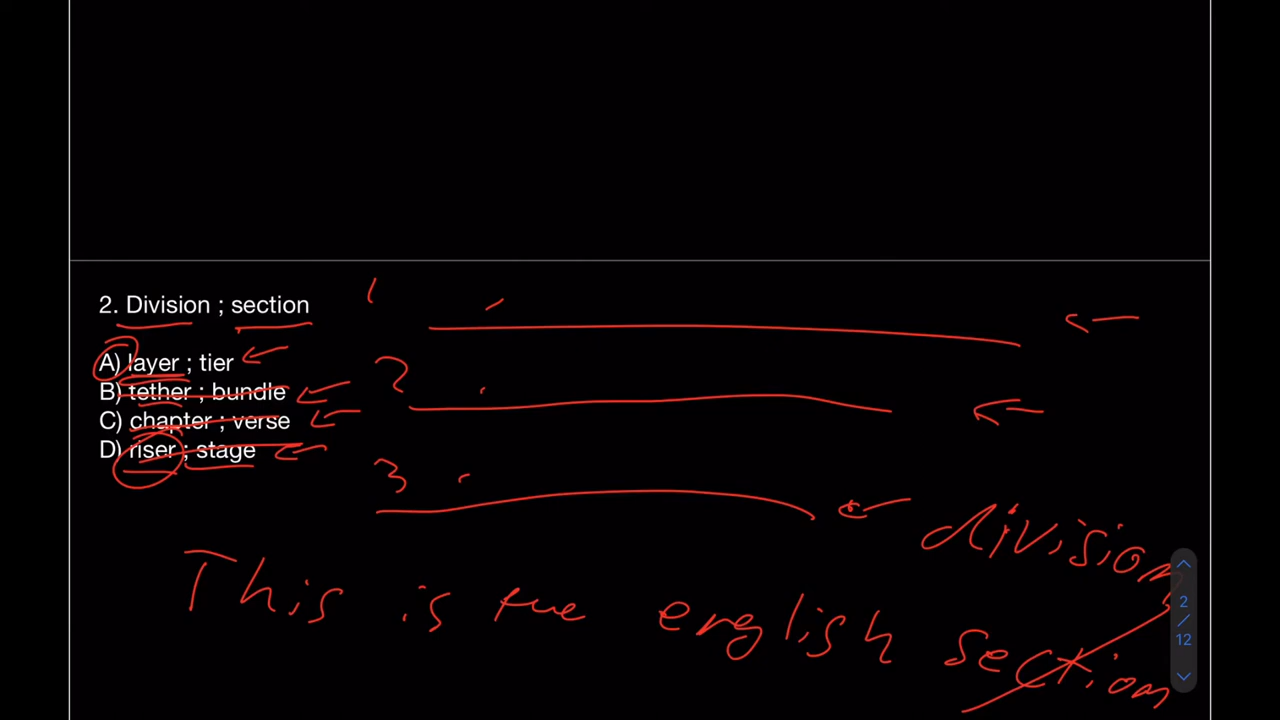 1
2. Division ; section
A) layer ; tier
2
B) tether ; bundle
C) chapter ; verse
D) riser ; stage
3
division
This is the english section
2
/
12